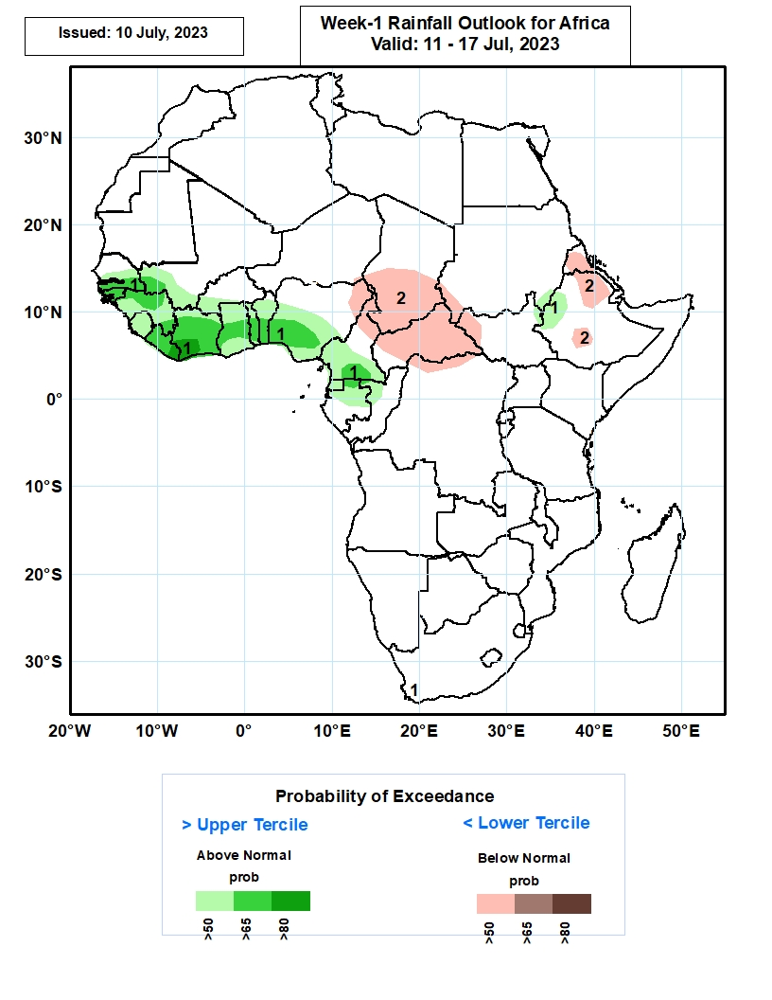 Issued: 10 July, 2023
Week-1 Rainfall Outlook for Africa
Valid: 11 - 17 Jul, 2023
30°N
20°N
10°N
0°
10°S
20°S
30°S
1
2
2
1
1
1
2
1
1
20°W
10°W
0°
10°E
20°E
30°E
40°E
50°E
Probability of Exceedance
> Upper Tercile
< Lower Tercile
Above Normal
prob
Below Normal
prob
>50
>65
>80
>50
>65
>80